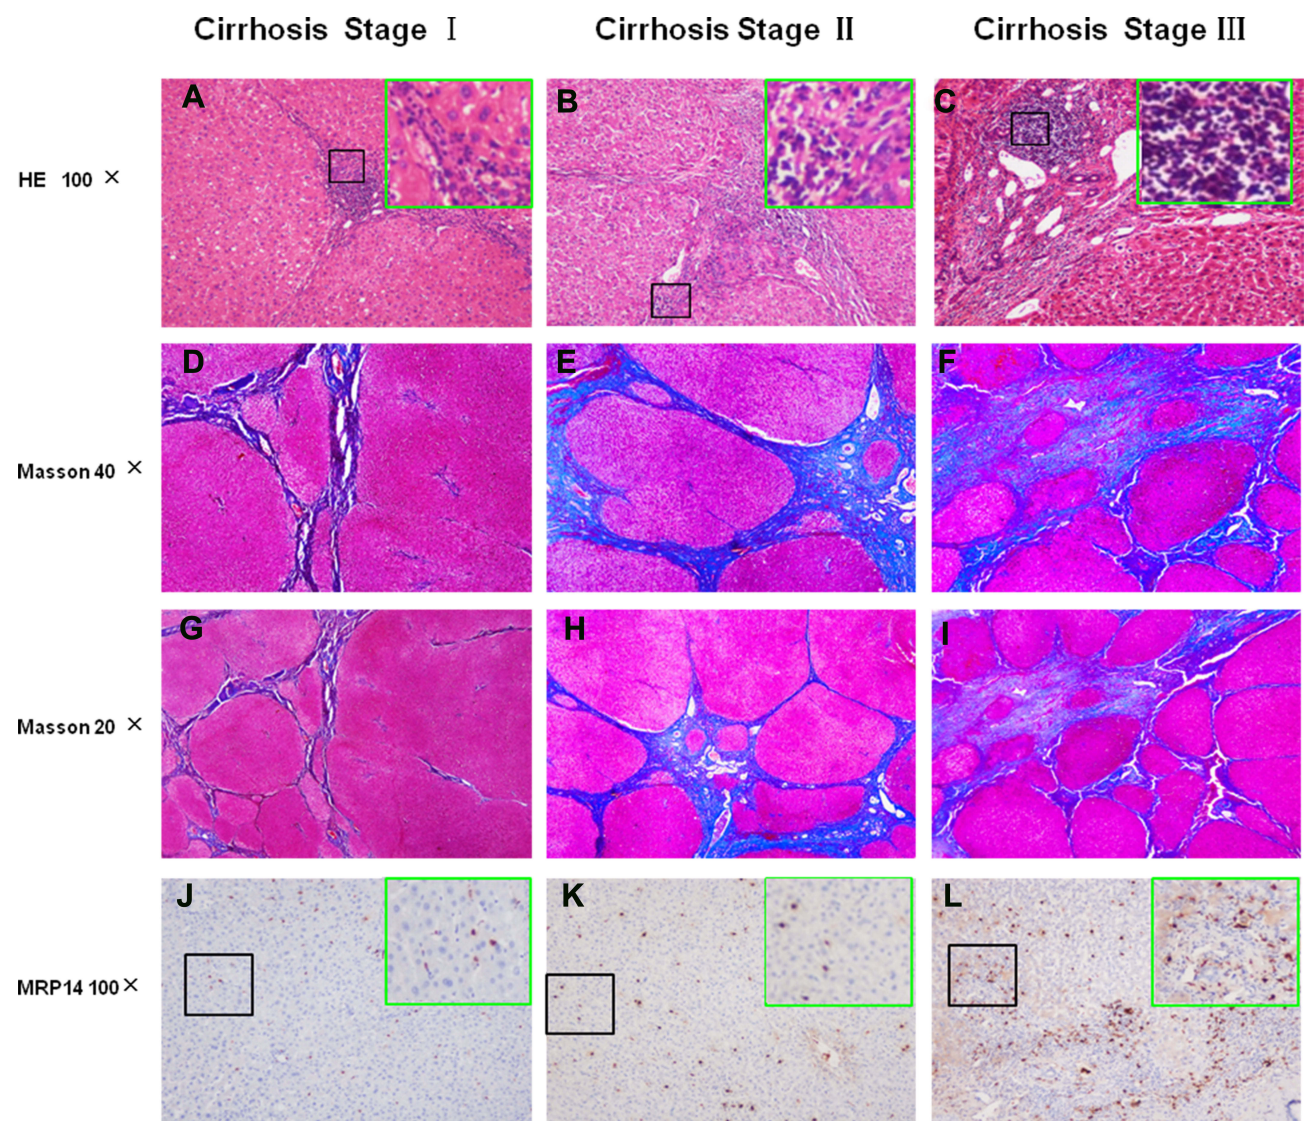 Cirrhosis Stage I
Cirrhosis Stage II
Cirrhosis Stage III
HE 100 ×
A
B
C
Masson 40 ×
D
E
F
Masson 20 ×
G
H
I
MRP14 100 ×
J
K
L